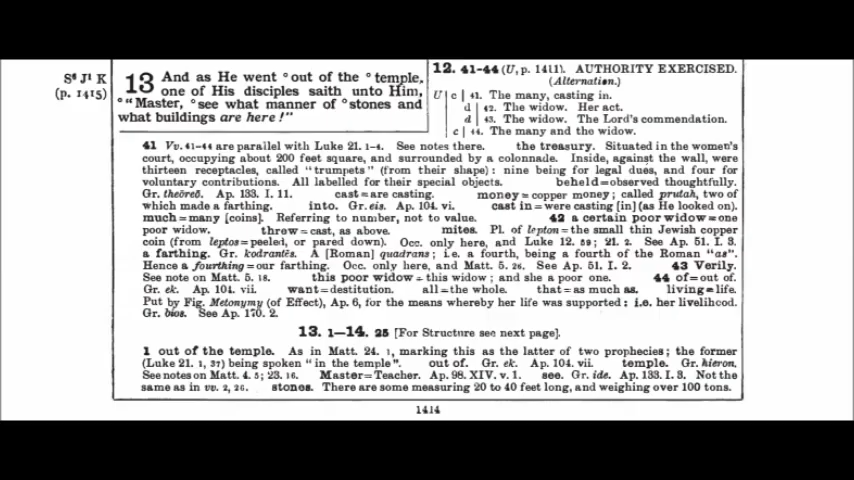 S⁸ J¹ K
(p. 1415)
13 And as He went °out of the °temple,
one of His disciples saith unto Him,
°"Master, °see what manner of °stones and
what buildings are here!"
12. 41-44 (U, p. 1411). AUTHORITY EXERCISED.
(Alternation.)
U | c | 41. The many, casting in.
d | 42. The widow. Her act.
d | 43. The widow. The Lord's commendation.
c | 44. The many and the widow.
41 Vv. 41-44 are parallel with Luke 21. 1-4. See notes there. the treasury. Situated in the women's
court, occupying about 200 feet square, and surrounded by a colonnade. Inside, against the wall, were
thirteen receptacles, called "trumpets" (from their shape): nine being for legal dues, and four for
voluntary contributions. All labelled for their special objects. beheld=observed thoughtfully.
Gr. theōreō. Ap. 133. I. 11. cast=are casting. money=copper money; called prutah, two of
which made a farthing. into. Gr. eis. Ap. 104. vi. cast in=were casting [in] (as He looked on).
much=many [coins]. Referring to number, not to value. 42 a certain poor widow=one
poor widow. threw=cast, as above. mites. Pl. of lepton=the small thin Jewish copper
coin (from leptos=peeled, or pared down). Occ. only here, and Luke 12. 59; 21. 2. See Ap. 51. I. 3.
a farthing. Gr. kodrantēs. A [Roman] quadrans; i.e. a fourth, being a fourth of the Roman "as".
Hence a fourthing=our farthing. Occ. only here, and Matt. 5. 26. See Ap. 51. I. 2. 43 Verily.
See note on Matt. 5. 18. this poor widow=this widow; and she a poor one. 44 of=out of.
Gr. ek. Ap. 104. vii. want=destitution. all=the whole. that=as much as. living=life.
Put by Fig. Metonymy (of Effect), Ap. 6, for the means whereby her life was supported: i.e. her livelihood.
Gr. bios. See Ap. 170. 2.
13. 1-14. 25 [For Structure see next page].
1 out of the temple. As in Matt. 24. 1, marking this as the latter of two prophecies; the former
(Luke 21. 1, 37) being spoken "in the temple". out of. Gr. ek. Ap. 104. vii. temple. Gr. hieron.
See notes on Matt. 4. 5; 23. 16. Master=Teacher. Ap. 98. XIV. v. 1. see. Gr. ide. Ap. 133. I. 3. Not the
same as in vv. 2, 26. stones. There are some measuring 20 to 40 feet long, and weighing over 100 tons.
1414